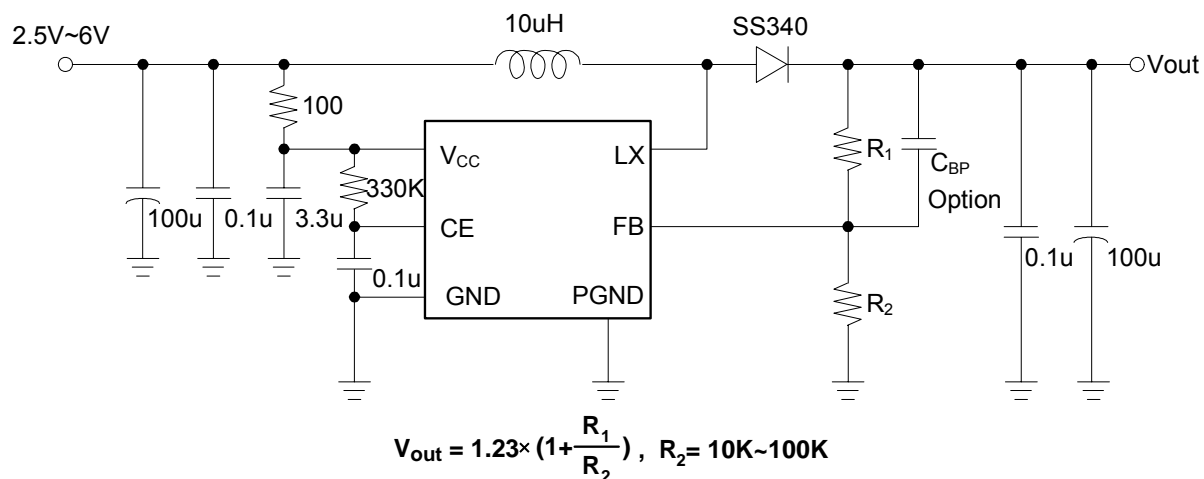 10uH
SS340
2.5V~6V
Vout
100
VCC
LX
R1
CBP
Option
330K
100u
0.1u
3.3u
CE
FB
0.1u
100u
0.1u
GND
PGND
R2
Vout = 1.23×(1+R1/R2) , R2= 10K~100K